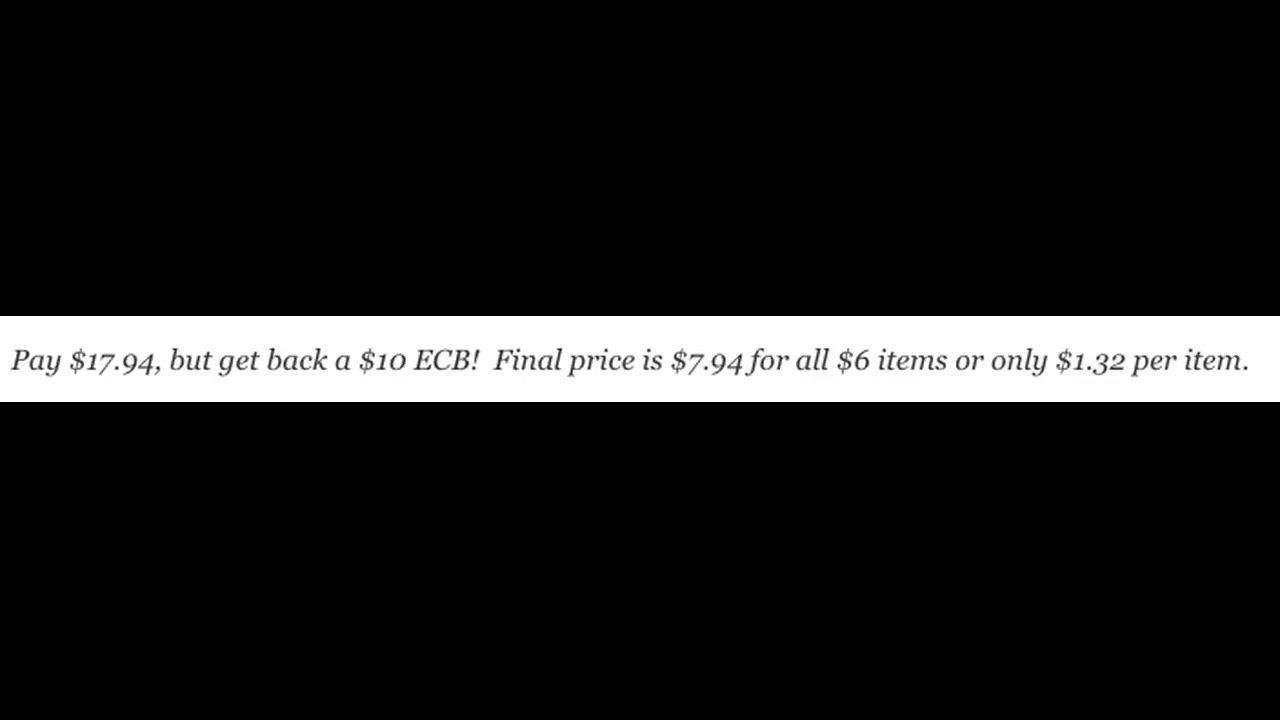 Pay $17.94, but get back a $10 ECB!  Final price is $7.94 for all $6 items or only $1.32 per item.